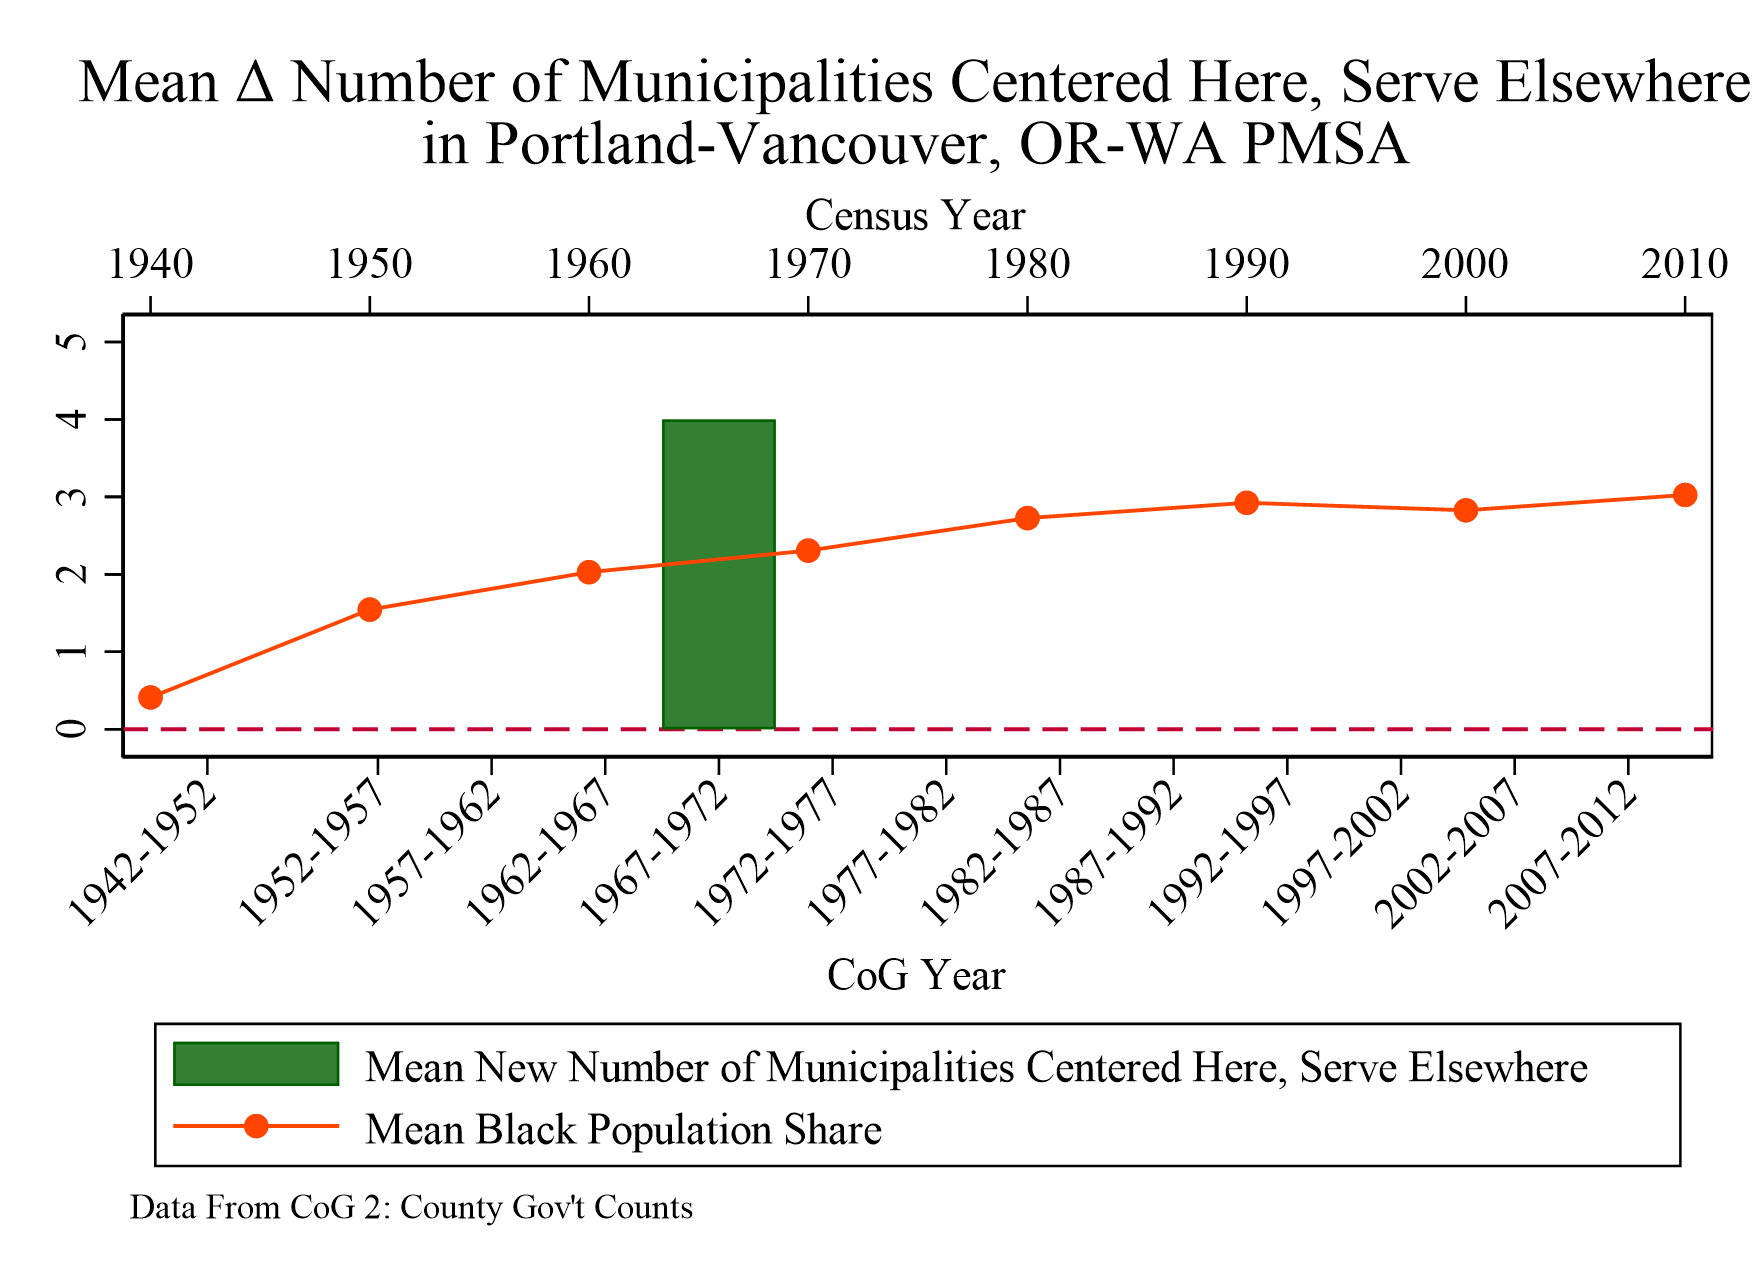 Mean Δ Number of Municipalities Centered Here, Serve Elsewhere
in Portland-Vancouver, OR-WA PMSA
Census Year
1940 1950 1960 1970 1980 1990 2000 2010
5
4
3
2
1
0
1942-1952 1952-1957 1957-1962 1962-1967 1967-1972 1972-1977 1977-1982 1982-1987 1987-1992 1992-1997 1997-2002 2002-2007 2007-2012
CoG Year
Mean New Number of Municipalities Centered Here, Serve Elsewhere
Mean Black Population Share
Data From CoG 2: County Gov't Counts